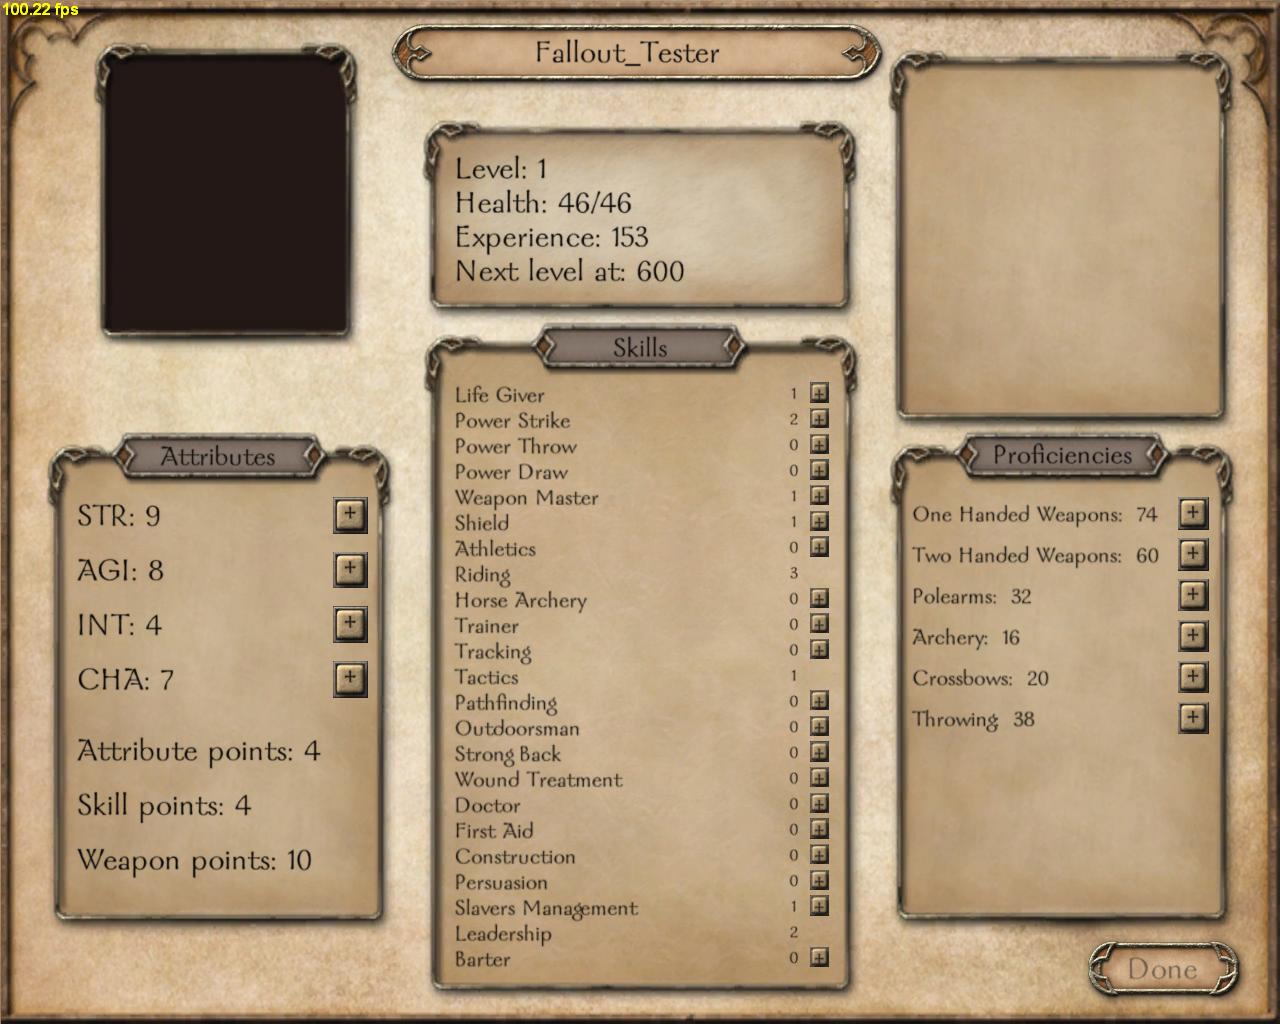 100.22 fps
Fallout_Tester
Level: 1
Health: 46/46
Experience: 153
Next level at: 600
Attributes
STR: 9 +
AGI: 8 +
INT: 4 +
CHA: 7 +
Attribute points: 4
Skill points: 4
Weapon points: 10
Skills
Life Giver 1 +
Power Strike 2 +
Power Throw 0 +
Power Draw 0 +
Weapon Master 1 +
Shield 1 +
Athletics 0 +
Riding 3
Horse Archery 0 +
Trainer 0 +
Tracking 0 +
Tactics 1
Pathfinding 0 +
Outdoorsman 0 +
Strong Back 0 +
Wound Treatment 0 +
Doctor 0 +
First Aid 0 +
Construction 0 +
Persuasion 0 +
Slavers Management 1 +
Leadership 2
Barter 0 +
Proficiencies
One Handed Weapons: 74 +
Two Handed Weapons: 60 +
Polearms: 32 +
Archery: 16 +
Crossbows: 20 +
Throwing 38 +
Done